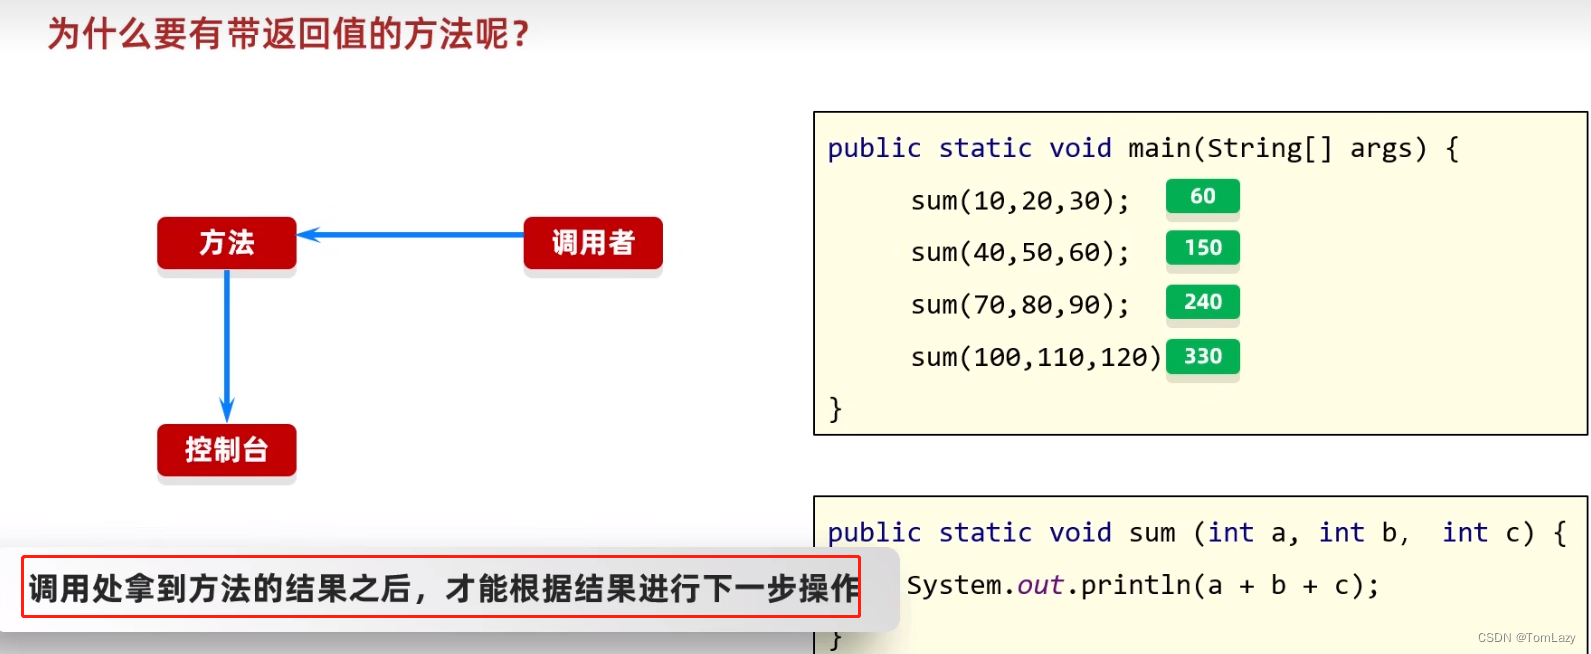 为什么要有带返回值的方法呢？
方法
调用者
控制台
调用处拿到方法的结果之后，才能根据结果进行下一步操作
public static void main(String[] args) {
sum(10,20,30); 60
sum(40,50,60); 150
sum(70,80,90); 240
sum(100,110,120) 330
}
public static void sum (int a, int b, int c) {
System.out.println(a + b + c);
}
CSDN @TomLazy